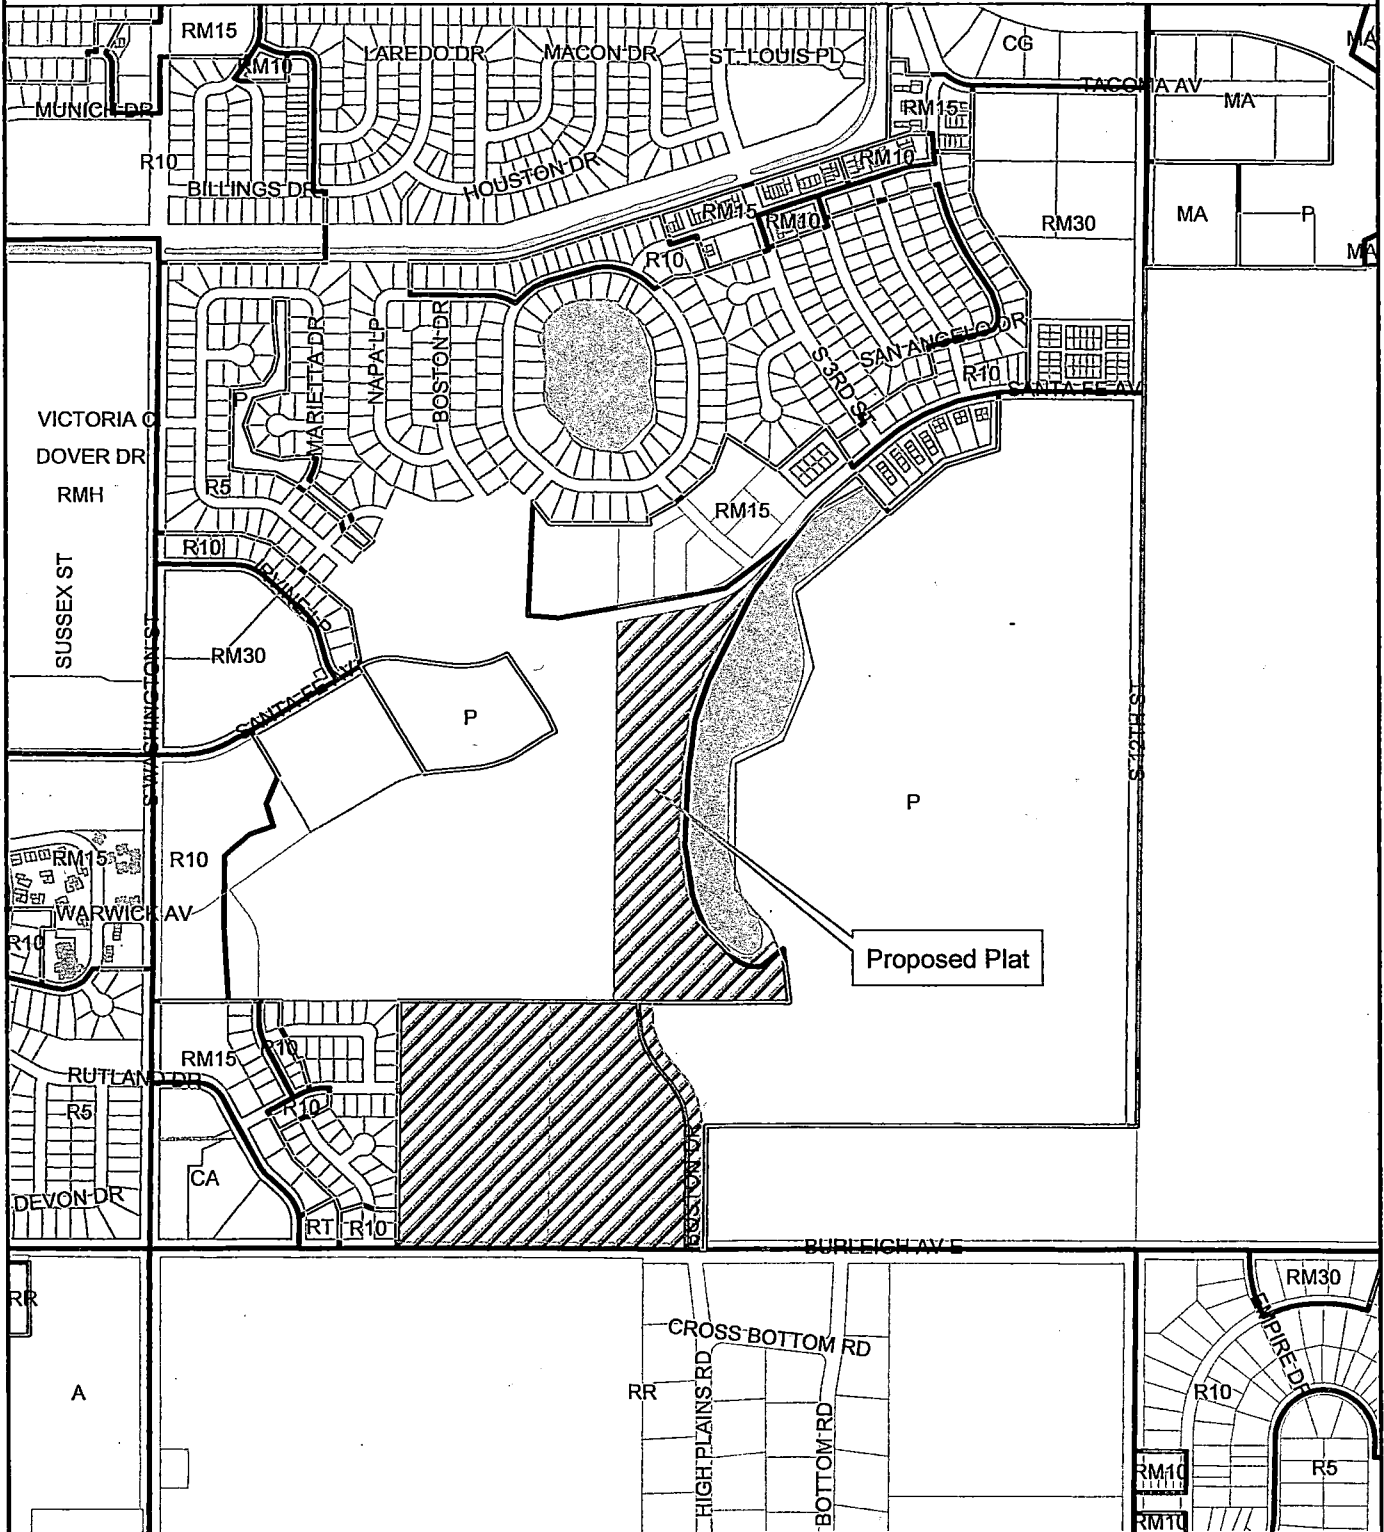 RM15
LAREDO DR
MACON DR
ST. LOUIS PL
CG
MA
RM10
TACOMA AV
MA
MUNICH DR
RM15
R10
RM10
HOUSTON DR
BILLINGS DR
RM15
RM10
RM30
MA
P
MA
R10
SAN ANGELO DR
MARIETTA DR
NAPA LP
BOSTON DR
S 3RD ST
R10
SANTA FE AV
P
VICTORIA C
DOVER DR
RMH
R5
RM15
R10
IRVINE LP
SUSSEX ST
RM30
SANTA FE AV
P
S WASHINGTON ST
S 12TH ST
P
RM15
R10
WARWICK AV
R10
Proposed Plat
RM15
R10
RUTLAND DR
R5
R10
BOSTON DR
CA
DEVON DR
RT
R10
BURLEIGH AV E
RR
RM30
EMPIRE DR
CROSS BOTTOM RD
A
RR
HIGH PLAINS RD
BOTTOM RD
R10
RM10
R5
RM10